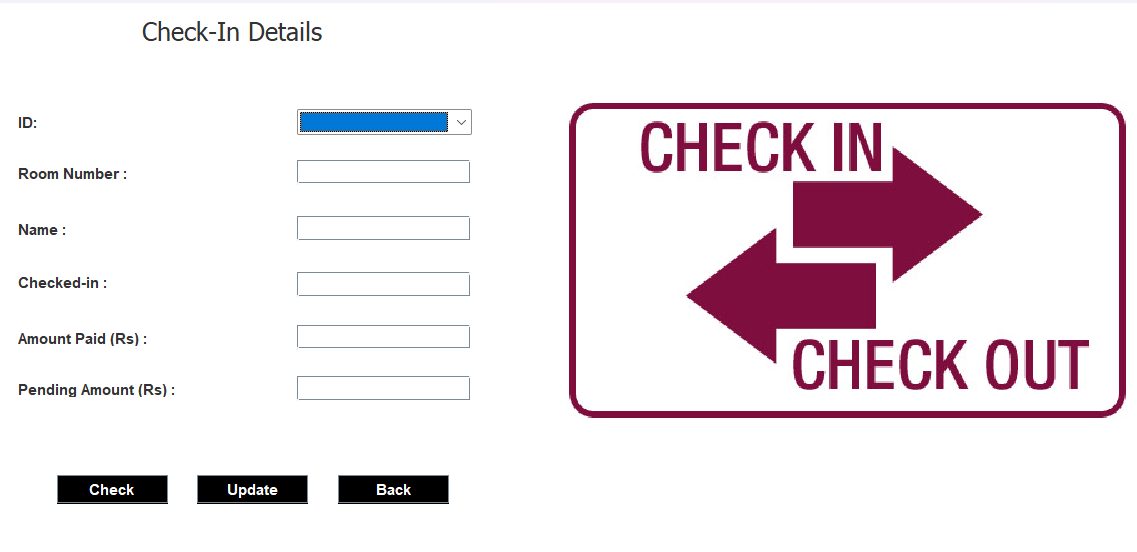 Check-In Details
ID:
Room Number :
Name :
Checked-in :
Amount Paid (Rs) :
Pending Amount (Rs) :
Check
Update
Back
CHECK IN
CHECK OUT